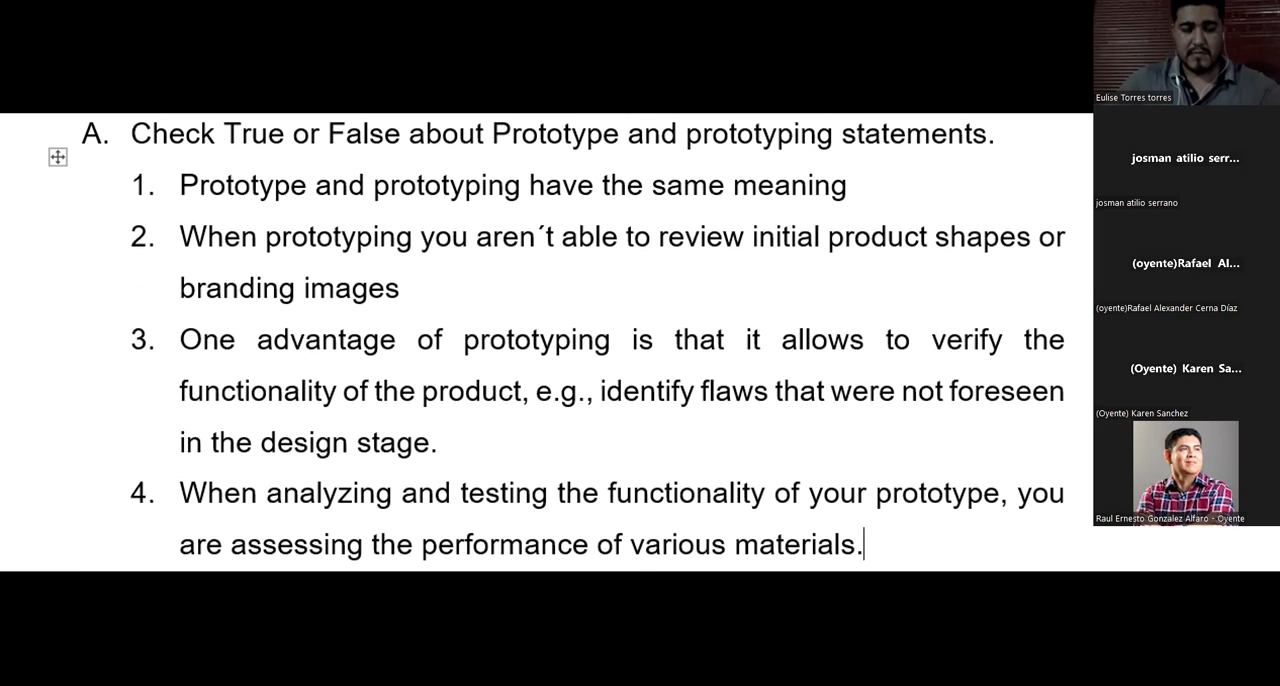 A. Check True or False about Prototype and prototyping statements.
1. Prototype and prototyping have the same meaning
2. When prototyping you aren´t able to review initial product shapes or
branding images
3. One advantage of prototyping is that it allows to verify the
functionality of the product, e.g., identify flaws that were not foreseen
in the design stage.
4. When analyzing and testing the functionality of your prototype, you
are assessing the performance of various materials.
Eulise Torres torres
josman atilio serr...
josman atilio serrano
(oyente)Rafael Al...
(oyente)Rafael Alexander Cerna Díaz
(Oyente) Karen Sa...
(Oyente) Karen Sanchez
Raul Ernesto Gonzalez Alfaro - Oyente